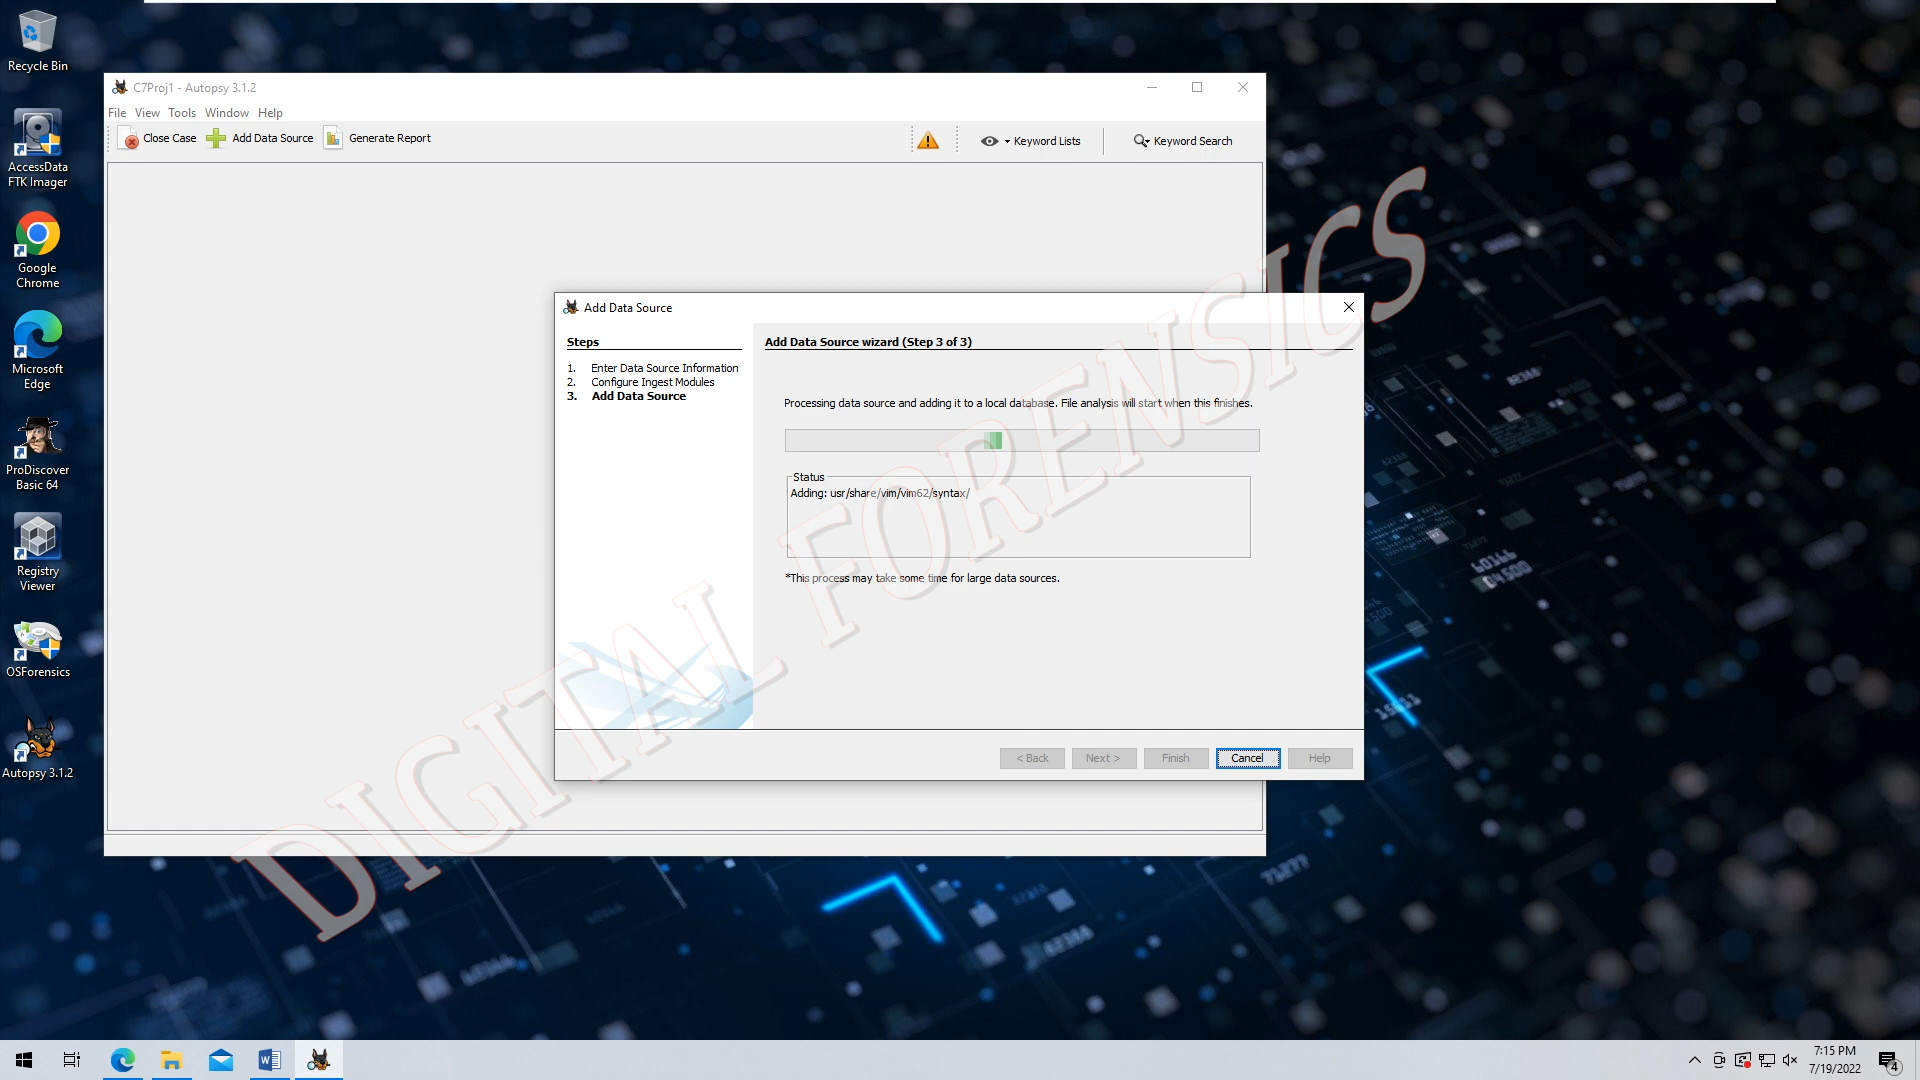 Recycle Bin
AccessData
FTK Imager
Google
Chrome
Microsoft
Edge
ProDiscover
Basic 64
Registry
Viewer
OSForensics
Autopsy 3.1.2
C7Proj1 - Autopsy 3.1.2
File View Tools Window Help
Close Case Add Data Source Generate Report Keyword Lists Keyword Search
Add Data Source
Steps
1. Enter Data Source Information
2. Configure Ingest Modules
3. Add Data Source
Add Data Source wizard (Step 3 of 3)
Processing data source and adding it to a local database. File analysis will start when this finishes.
Status
Adding: usr/share/vim/vim62/syntax/
*This process may take some time for large data sources.
< Back Next > Finish Cancel Help
DIGITAL FORENSICS
7:15 PM
7/19/2022
4